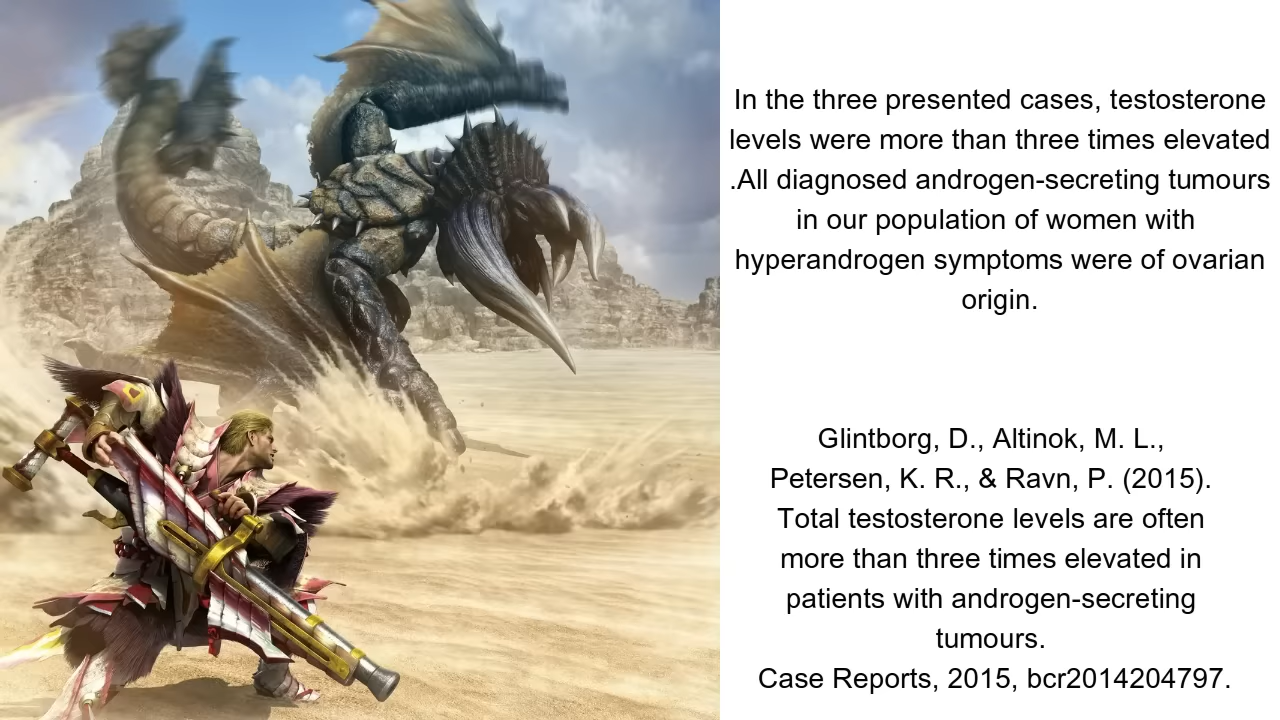 In the three presented cases, testosterone
levels were more than three times elevated
.All diagnosed androgen-secreting tumours
in our population of women with
hyperandrogen symptoms were of ovarian
origin.
Glintborg, D., Altinok, M. L.,
Petersen, K. R., & Ravn, P. (2015).
Total testosterone levels are often
more than three times elevated in
patients with androgen-secreting
tumours.
Case Reports, 2015, bcr2014204797.